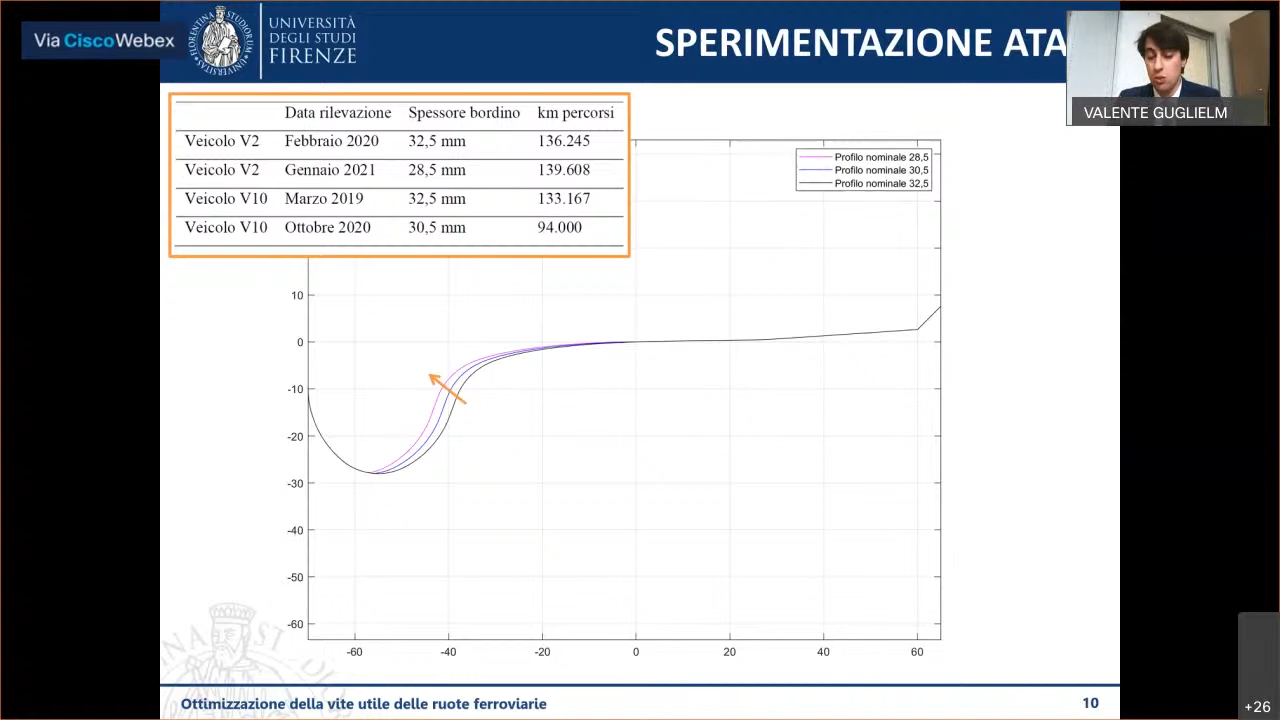 Via Cisco Webex
UNIVERSITÀ
DEGLI STUDI
FIRENZE
SPERIMENTAZIONE ATA
VALENTE GUGLIELM
Data rilevazione Spessore bordino km percorsi
Veicolo V2 Febbraio 2020 32,5 mm 136.245
Veicolo V2 Gennaio 2021 28,5 mm 139.608
Veicolo V10 Marzo 2019 32,5 mm 133.167
Veicolo V10 Ottobre 2020 30,5 mm 94.000
Profilo nominale 28,5
Profilo nominale 30,5
Profilo nominale 32,5
10
0
-10
-20
-30
-40
-50
-60
-60 -40 -20 0 20 40 60
Ottimizzazione della vite utile delle ruote ferroviarie
10
+26